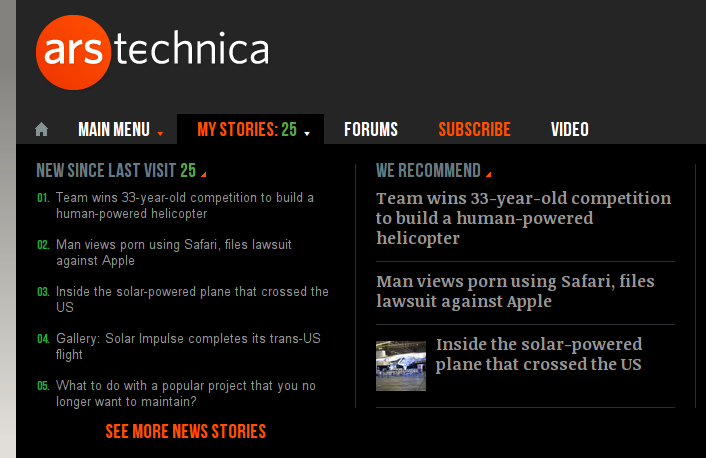 ars technica
MAIN MENU
MY STORIES: 25
FORUMS
SUBSCRIBE
VIDEO
NEW SINCE LAST VISIT 25
01. Team wins 33-year-old competition to build a
human-powered helicopter
02. Man views porn using Safari, files lawsuit
against Apple
03. Inside the solar-powered plane that crossed the
US
04. Gallery: Solar Impulse completes its trans-US
flight
05. What to do with a popular project that you no
longer want to maintain?
SEE MORE NEWS STORIES
WE RECOMMEND
Team wins 33-year-old competition
to build a human-powered
helicopter
Man views porn using Safari, files
lawsuit against Apple
Inside the solar-powered
plane that crossed the US